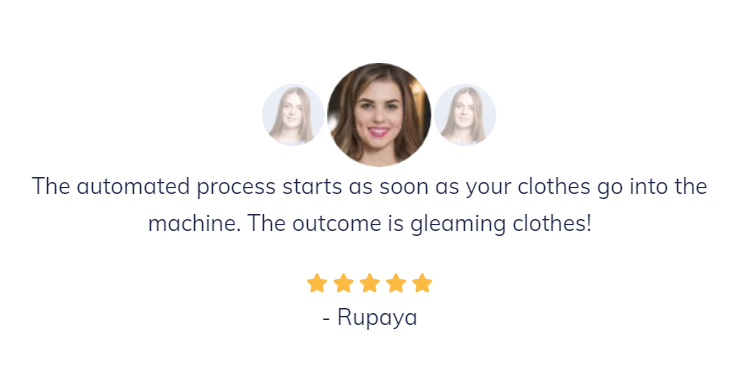 The automated process starts as soon as your clothes go into the
machine. The outcome is gleaming clothes!
- Rupaya